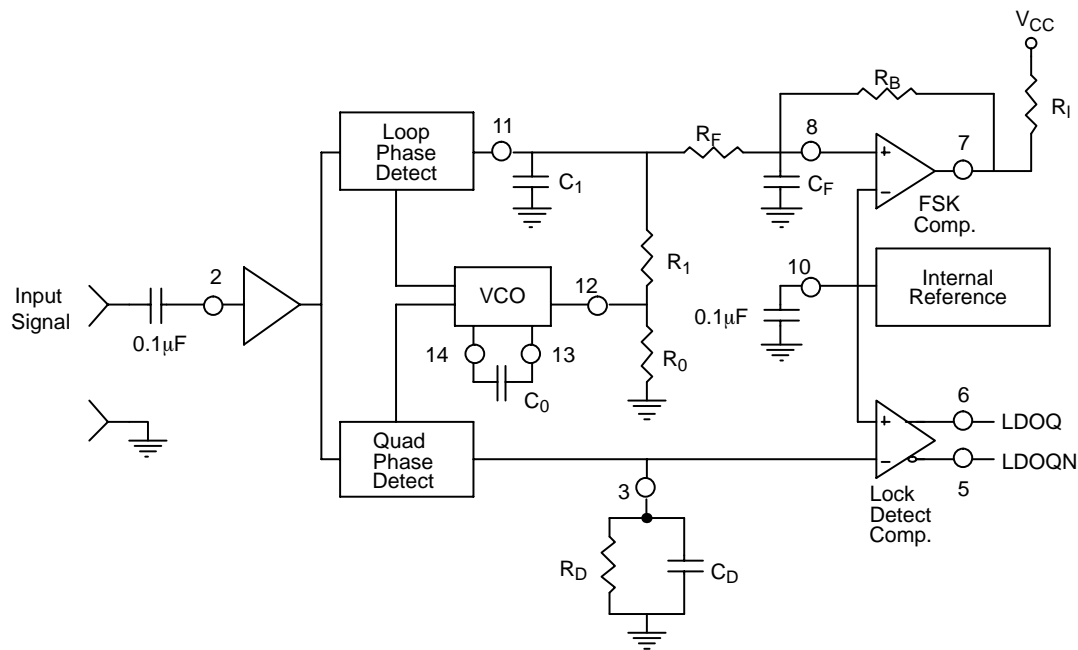 VCC
RB
RI
Loop
Phase
Detect
11
RF
8
7
C1
CF
FSK
Comp.
2
VCO
12
R1
10
Internal
Reference
Input
Signal
0.1μF
0.1μF
14
13
R0
C0
6
LDOQ
Quad
Phase
Detect
LDOQN
3
5
Lock
Detect
Comp.
RD
CD
+
−
+
−